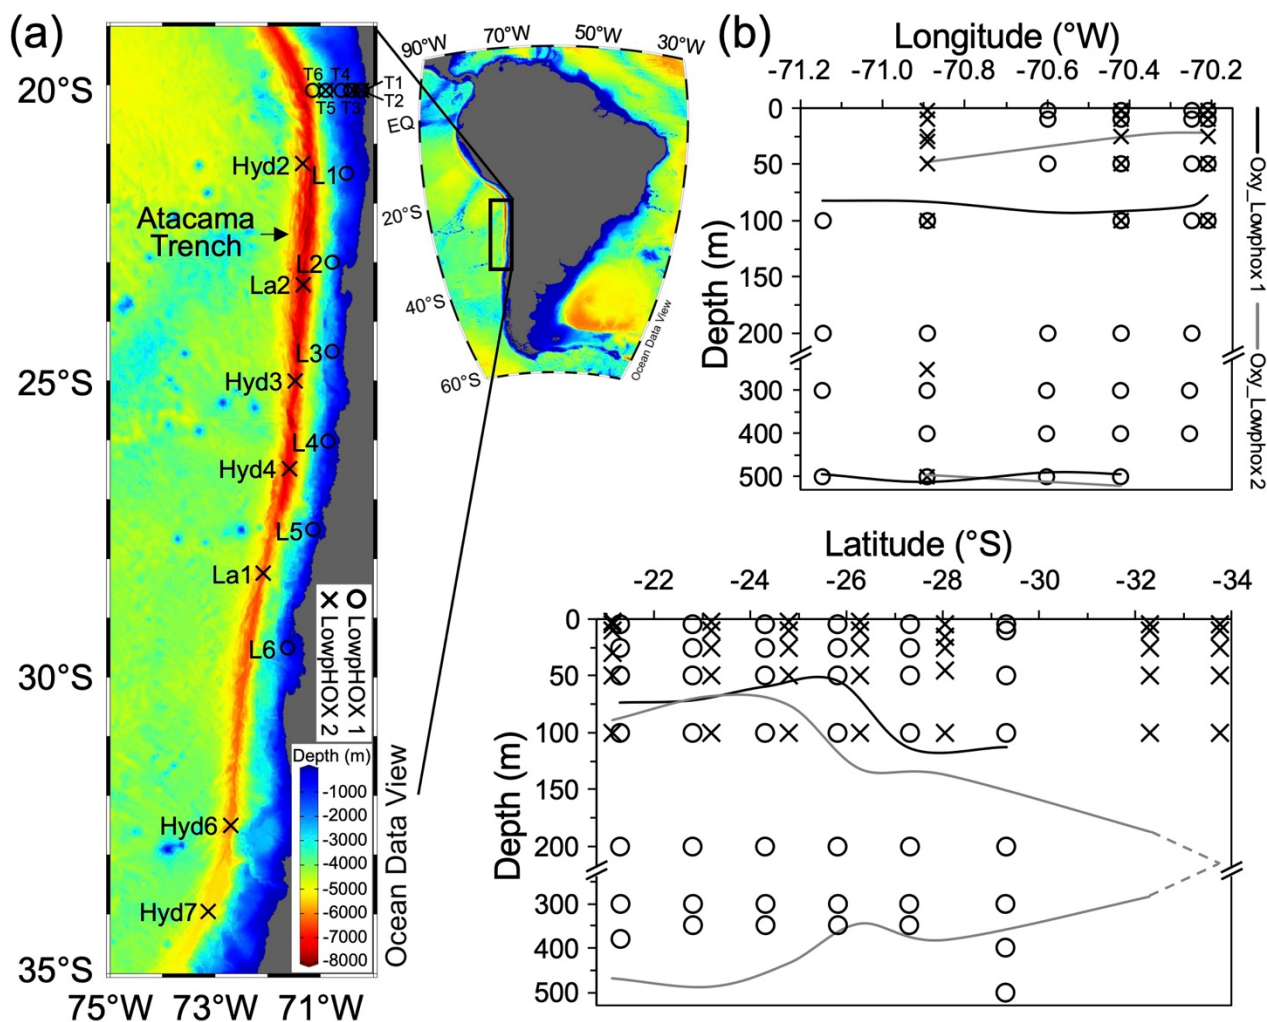 (a)
20°S
25°S
30°S
35°S
75°W 73°W 71°W
T6 T4
T1
T5 T3 T2
Hyd2
L1
Atacama
Trench
L2
La2
L3
Hyd3
L4
Hyd4
L5
La1
L6
Hyd6
Hyd7
LowpHOX 1
LowpHOX 2
Depth (m)
-1000
-2000
-3000
-4000
-5000
-6000
-7000
-8000
Ocean Data View
90°W 70°W 50°W 30°W
EQ
20°S
40°S
60°S
Ocean Data View
(b)
Longitude (°W)
-71.2 -71.0 -70.8 -70.6 -70.4 -70.2
Depth (m)
0
50
100
150
200
300
400
500
Oxy_Lowphox 1
Oxy_Lowphox 2
Latitude (°S)
-22 -24 -26 -28 -30 -32 -34
Depth (m)
0
50
100
150
200
300
400
500